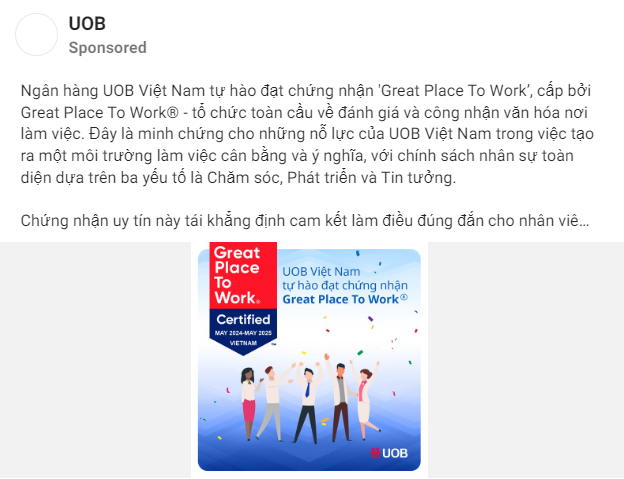 UOB
Sponsored
Ngân hàng UOB Việt Nam tự hào đạt chứng nhận 'Great Place To Work’, cấp bởi
Great Place To Work® - tổ chức toàn cầu về đánh giá và công nhận văn hóa nơi
làm việc. Đây là minh chứng cho những nỗ lực của UOB Việt Nam trong việc tạo
ra một môi trường làm việc cân bằng và ý nghĩa, với chính sách nhân sự toàn
diện dựa trên ba yếu tố là Chăm sóc, Phát triển và Tin tưởng.
Chứng nhận uy tín này tái khẳng định cam kết làm điều đúng đắn cho nhân viê...
Great
Place
To
Work®
Certified
MAY 2024-MAY 2025
VIETNAM
™
UOB Việt Nam
tự hào đạt chứng nhận
Great Place To Work®
UOB